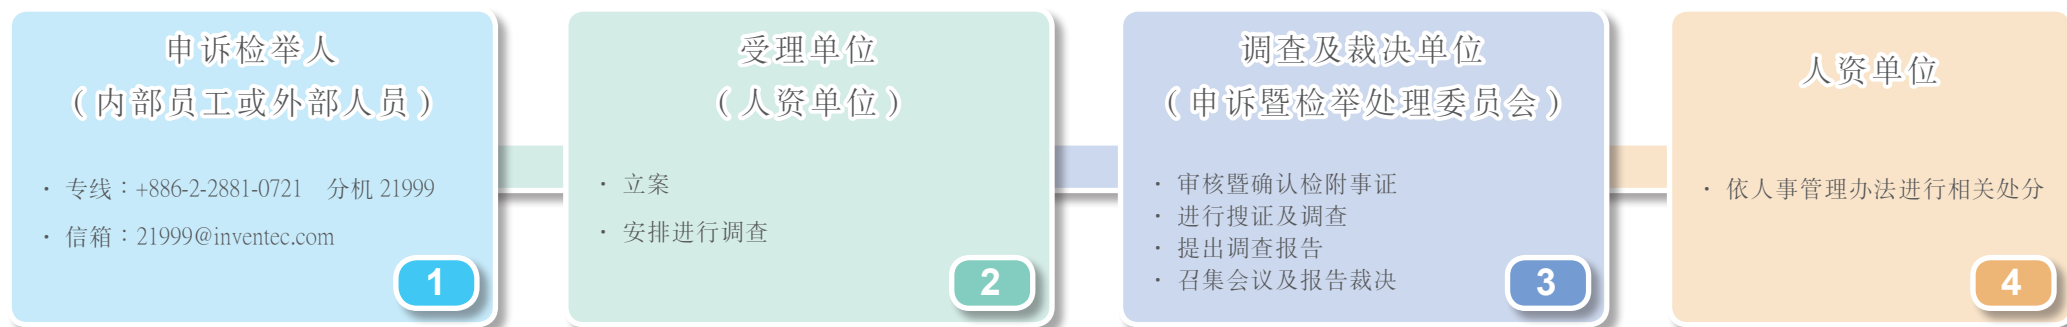 申诉检举人
（内部员工或外部人员）
· 专线：+886-2-2881-0721 分机 21999
· 信箱：21999@inventec.com
1
受理单位
（人资单位）
· 立案
· 安排进行调查
2
调查及裁决单位
（申诉暨检举处理委员会）
· 审核暨确认检附事证
· 进行搜证及调查
· 提出调查报告
· 召集会议及报告裁决
3
人资单位
· 依人事管理办法进行相关处分
4